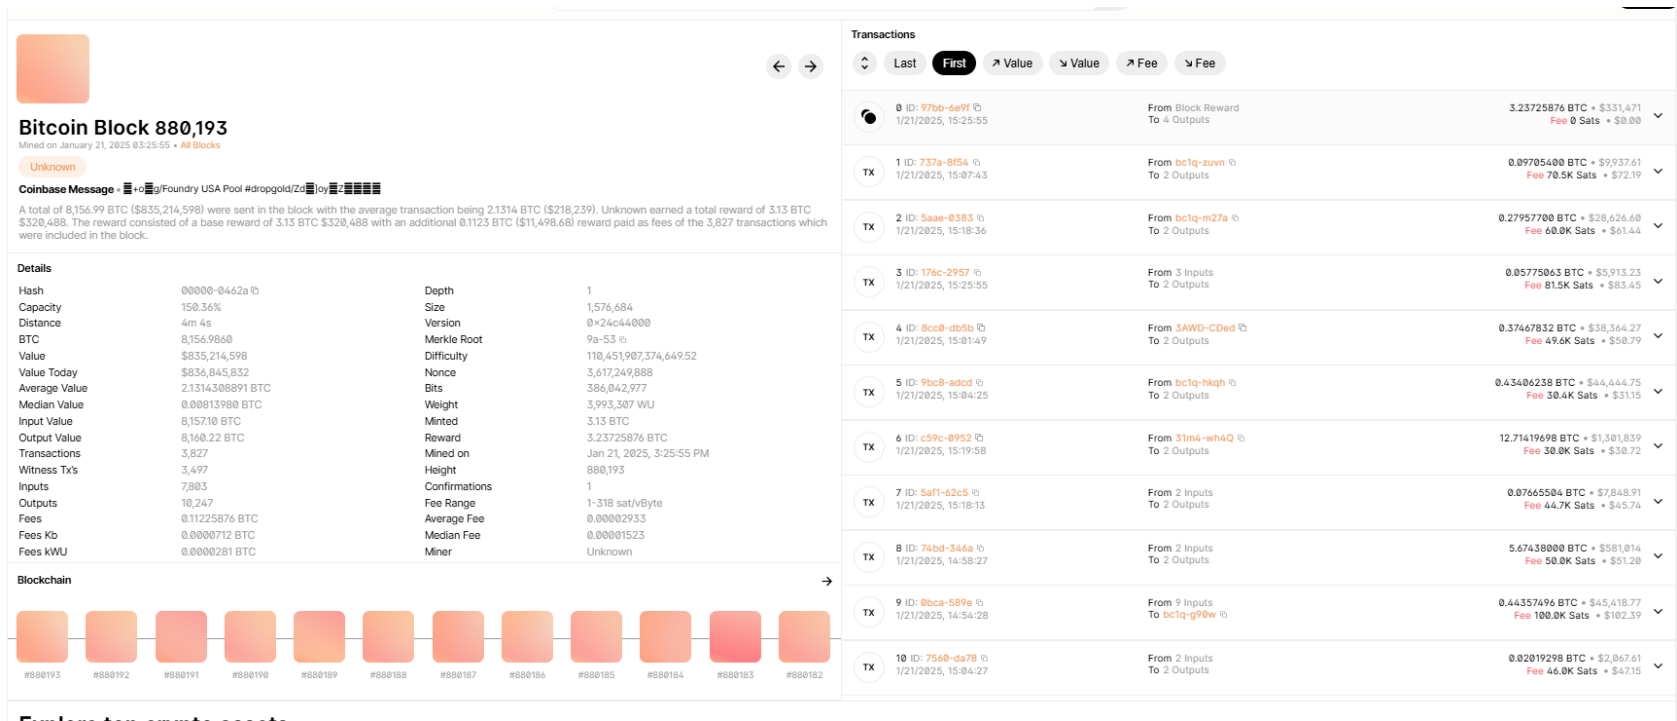 Bitcoin Block 880,193
Mined on January 21, 2025 03:25:55 • All Blocks
Unknown
Coinbase Message • +o g/Foundry USA Pool #dropgold/Zd ]oy Z
A total of 8,156.99 BTC ($835,214,598) were sent in the block with the average transaction being 2.1314 BTC ($218,239). Unknown earned a total reward of 3.13 BTC
$320,488. The reward consisted of a base reward of 3.13 BTC $320,488 with an additional 0.1123 BTC ($11,498.68) reward paid as fees of the 3,827 transactions which
were included in the block.
Details
Hash 00000-0462a Depth 1
Capacity 150.36% Size 1,576,684
Distance 4m 4s Version 0×24c44000
BTC 8,156.9860 Merkle Root 9a-53
Value $835,214,598 Difficulty 110,451,907,374,649.52
Value Today $836,845,832 Nonce 3,617,249,888
Average Value 2.1314308891 BTC Bits 386,042,977
Median Value 0.00813980 BTC Weight 3,993,307 WU
Input Value 8,157.10 BTC Minted 3.13 BTC
Output Value 8,160.22 BTC Reward 3.23725876 BTC
Transactions 3,827 Mined on Jan 21, 2025, 3:25:55 PM
Witness Tx's 3,497 Height 880,193
Inputs 7,803 Confirmations 1
Outputs 10,247 Fee Range 1-318 sat/vByte
Fees 0.11225876 BTC Average Fee 0.00002933
Fees Kb 0.0000712 BTC Median Fee 0.00001523
Fees kWU 0.0000281 BTC Miner Unknown
Blockchain
#880193 #880192 #880191 #880190 #880189 #880188 #880187 #880186 #880185 #880184 #880183 #880182
Transactions
Last First ↗ Value ↘ Value ↗ Fee ↘ Fee
0 ID: 97bb-6e9f From Block Reward 3.23725876 BTC • $331,471
1/21/2025, 15:25:55 To 4 Outputs Fee 0 Sats • $0.00
TX 1 ID: 737a-8f54 From bc1q-zuvn 0.09705400 BTC • $9,937.61
1/21/2025, 15:07:43 To 2 Outputs Fee 70.5K Sats • $72.19
TX 2 ID: 5aae-0383 From bc1q-m27a 0.27957700 BTC • $28,626.60
1/21/2025, 15:18:36 To 2 Outputs Fee 60.0K Sats • $61.44
TX 3 ID: 176c-2957 From 3 Inputs 0.05775063 BTC • $5,913.23
1/21/2025, 15:25:55 To 2 Outputs Fee 81.5K Sats • $83.45
TX 4 ID: 8cc0-db5b From 3AWD-CDed 0.37467832 BTC • $38,364.27
1/21/2025, 15:01:49 To 2 Outputs Fee 49.6K Sats • $50.79
TX 5 ID: 9bc8-adcd From bc1q-hkqh 0.43406238 BTC • $44,444.75
1/21/2025, 15:04:25 To 2 Outputs Fee 30.4K Sats • $31.15
TX 6 ID: c59c-0952 From 31m4-wh4Q 12.71419698 BTC • $1,301,839
1/21/2025, 15:19:58 To 2 Outputs Fee 30.0K Sats • $30.72
TX 7 ID: 5af1-62c5 From 2 Inputs 0.07665504 BTC • $7,848.91
1/21/2025, 15:18:13 To 2 Outputs Fee 44.7K Sats • $45.74
TX 8 ID: 74bd-346a From 2 Inputs 5.67438000 BTC • $581,014
1/21/2025, 14:58:27 To 2 Outputs Fee 50.0K Sats • $51.20
TX 9 ID: 0bca-589e From 9 Inputs 0.44357496 BTC • $45,418.77
1/21/2025, 14:54:28 To bc1q-g90w Fee 100.0K Sats • $102.39
TX 10 ID: 7560-da78 From 2 Inputs 0.02019298 BTC • $2,067.61
1/21/2025, 15:04:27 To 2 Outputs Fee 46.0K Sats • $47.15
Explore top crypto assets